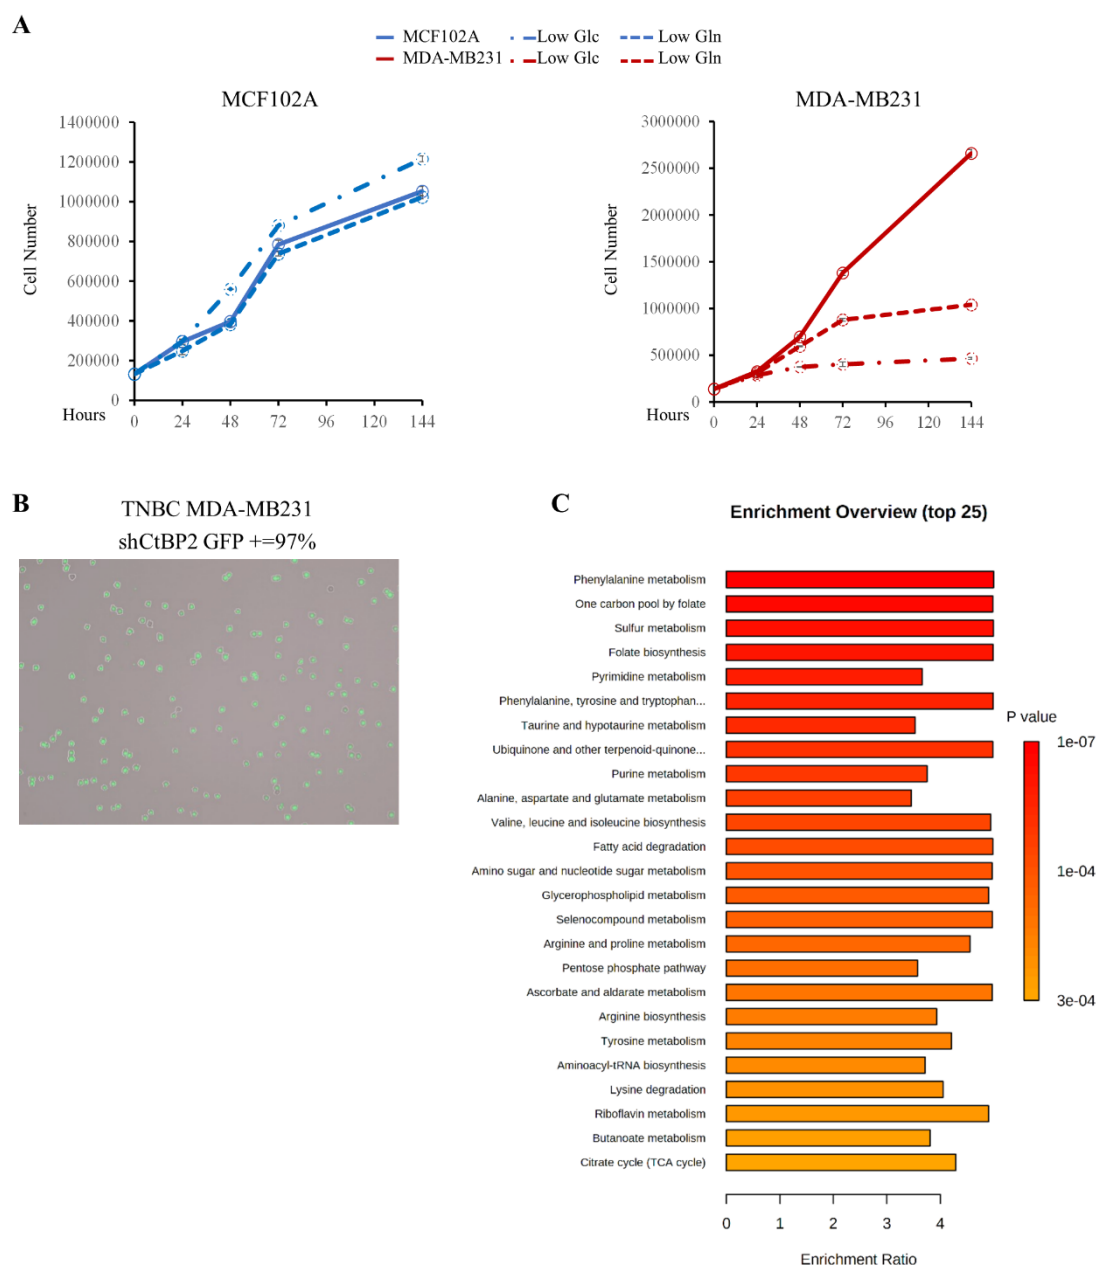 A
MCF102A Low Glc Low Gln
MDA-MB231 Low Glc Low Gln
MCF102A
1400000
1200000
1000000
800000
600000
400000
200000
0
Cell Number
Hours
0 24 48 72 96 120 144
MDA-MB231
3000000
2500000
2000000
1500000
1000000
500000
0
Cell Number
Hours
0 24 48 72 96 120 144
B
TNBC MDA-MB231
shCtBP2 GFP +=97%
C
Enrichment Overview (top 25)
Phenylalanine metabolism
One carbon pool by folate
Sulfur metabolism
Folate biosynthesis
Pyrimidine metabolism
Phenylalanine, tyrosine and tryptophan...
Taurine and hypotaurine metabolism
Ubiquinone and other terpenoid-quinone...
Purine metabolism
Alanine, aspartate and glutamate metabolism
Valine, leucine and isoleucine biosynthesis
Fatty acid degradation
Amino sugar and nucleotide sugar metabolism
Glycerophospholipid metabolism
Selenocompound metabolism
Arginine and proline metabolism
Pentose phosphate pathway
Ascorbate and aldarate metabolism
Arginine biosynthesis
Tyrosine metabolism
Aminoacyl-tRNA biosynthesis
Lysine degradation
Riboflavin metabolism
Butanoate metabolism
Citrate cycle (TCA cycle)
0 1 2 3 4
Enrichment Ratio
P value
1e-07
1e-04
3e-04